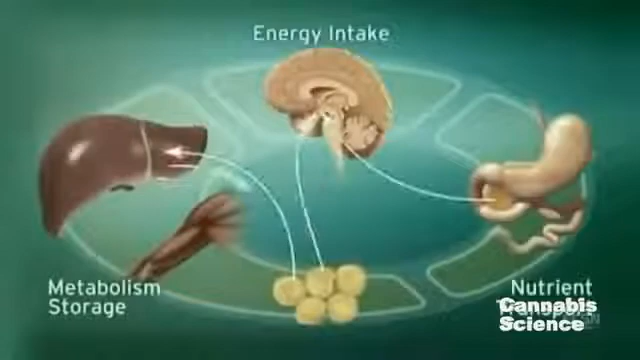 Energy Intake
Metabolism
Storage
Nutrient
Cannabis
Science